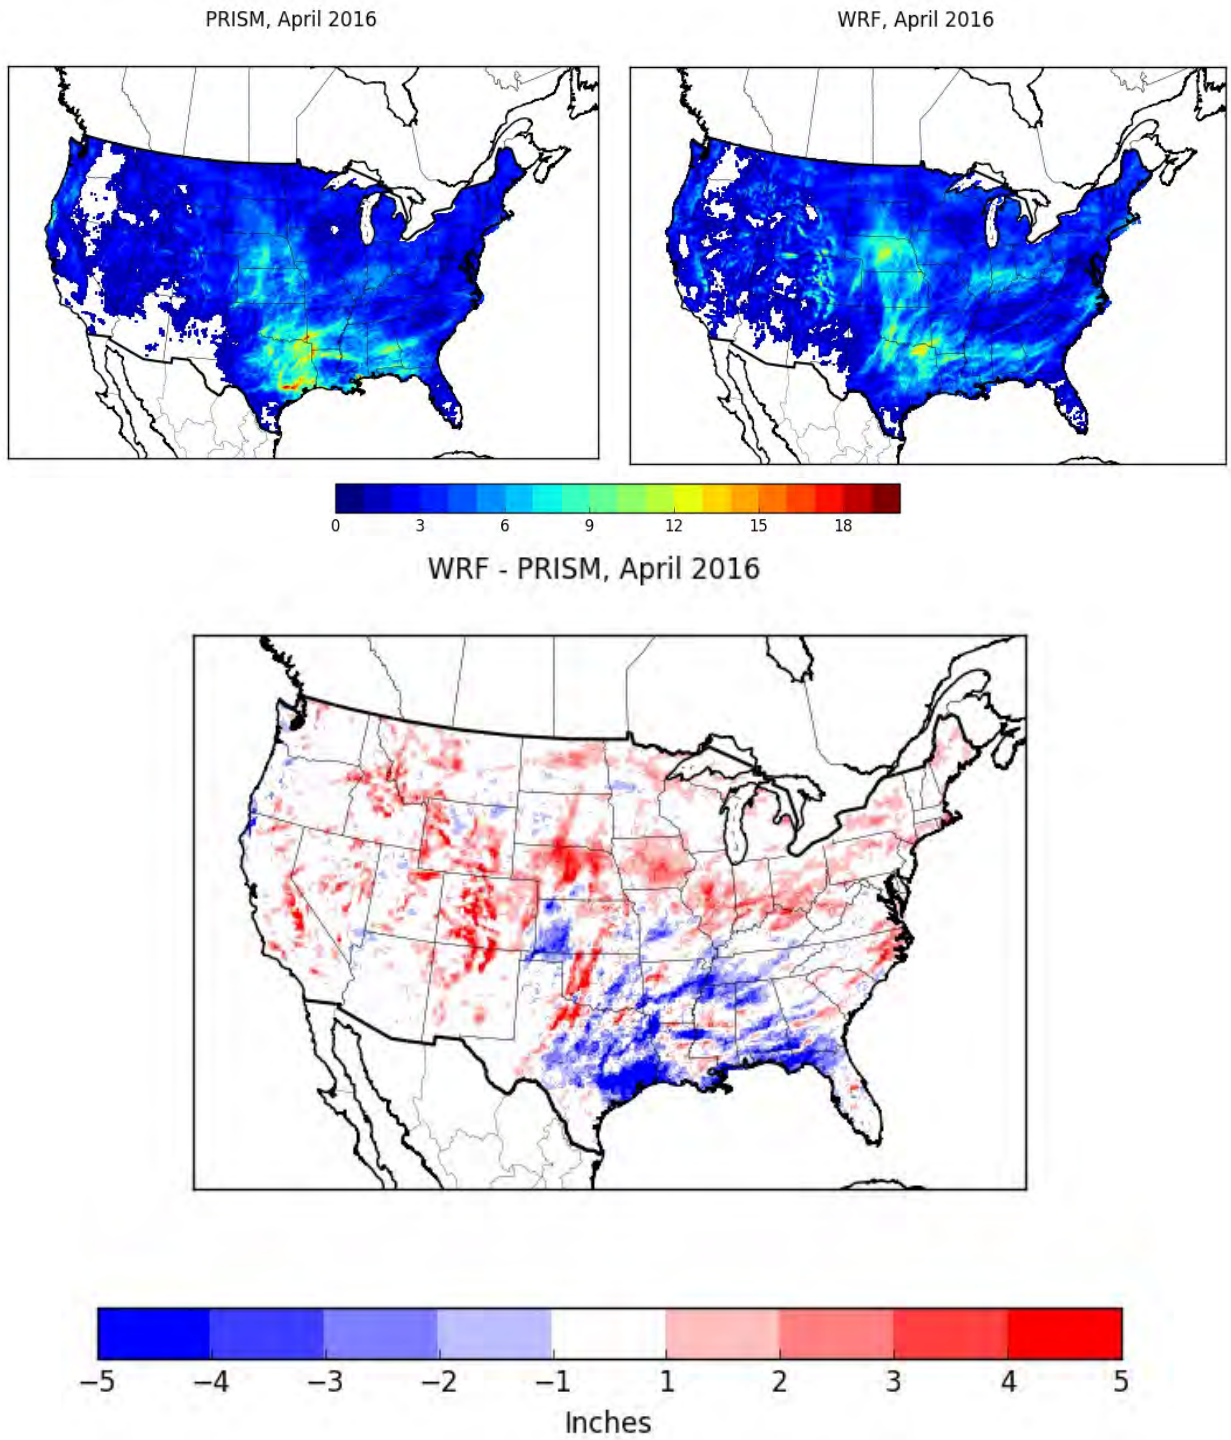 PRISM, April 2016
WRF, April 2016
0 3 6 9 12 15 18
WRF - PRISM, April 2016
−5 −4 −3 −2 −1 1 2 3 4 5
Inches